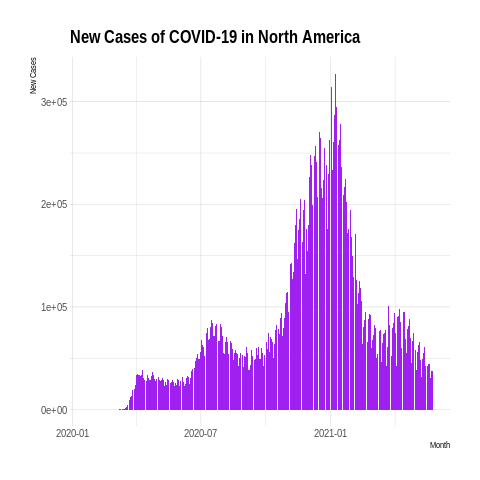 New Cases of COVID-19 in North America
New Cases
3e+05
2e+05
1e+05
0e+00
2020-01
2020-07
2021-01
Month